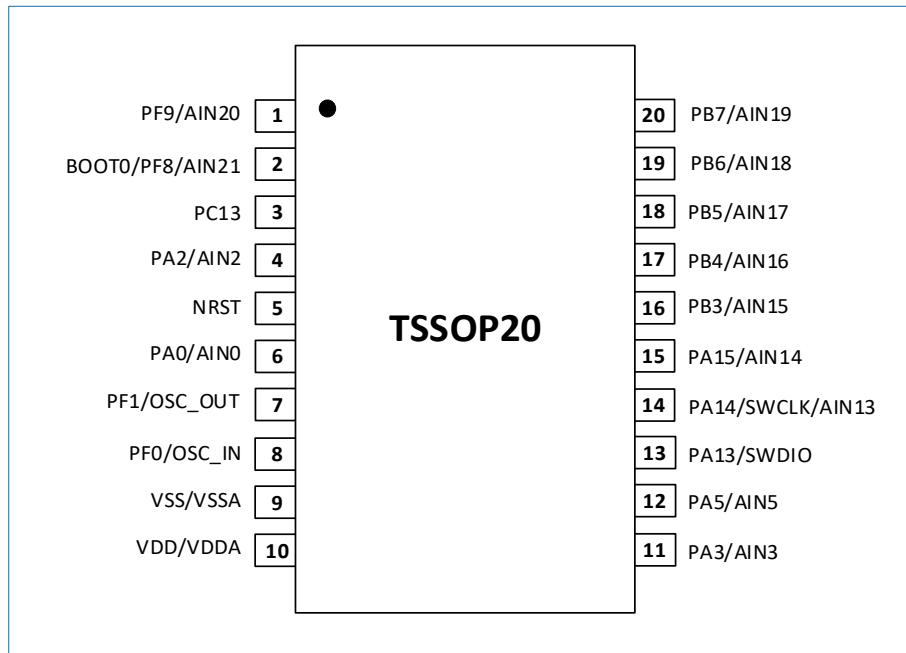 PF9/AIN20 1 20 PB7/AIN19
BOOT0/PF8/AIN21 2 19 PB6/AIN18
PC13 3 18 PB5/AIN17
PA2/AIN2 4 17 PB4/AIN16
NRST 5 16 PB3/AIN15
TSSOP20
PA0/AIN0 6 15 PA15/AIN14
PF1/OSC_OUT 7 14 PA14/SWCLK/AIN13
PF0/OSC_IN 8 13 PA13/SWDIO
VSS/VSSA 9 12 PA5/AIN5
VDD/VDDA 10 11 PA3/AIN3